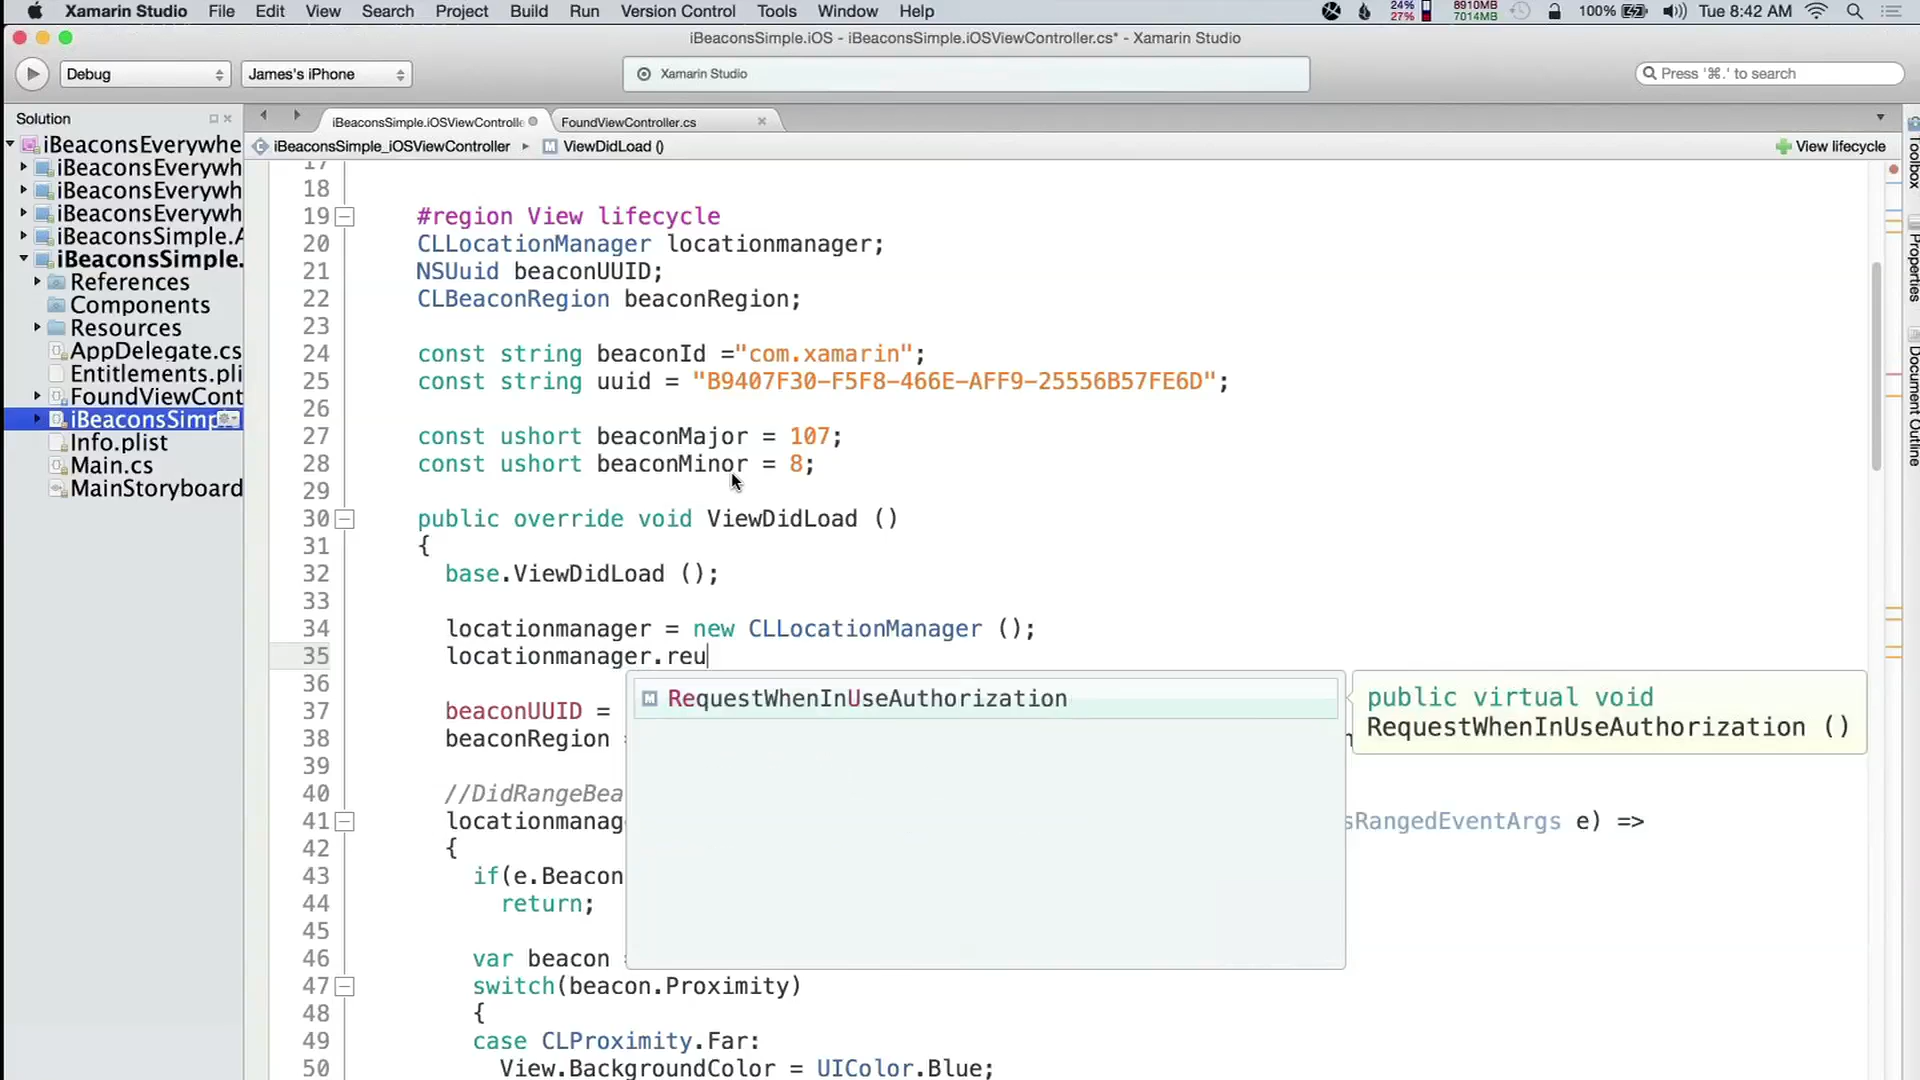 Xamarin Studio File Edit View Search Project Build Run Version Control Tools Window Help 24% 27% 8910MB 7014MB 100% Tue 8:42 AM
iBeaconsSimple.iOS - iBeaconsSimple.iOSViewController.cs* - Xamarin Studio
Debug James's iPhone Xamarin Studio Press '⌘.' to search
Solution
iBeaconsSimple.iOSViewControlle FoundViewController.cs
iBeaconsSimple_iOSViewController ViewDidLoad () View lifecycle
iBeaconsEverywhe
iBeaconsEverywh
iBeaconsEverywh
iBeaconsEverywh
iBeaconsSimple.A
iBeaconsSimple.
References
Components
Resources
AppDelegate.cs
Entitlements.pli
FoundViewCont
iBeaconsSimp
Info.plist
Main.cs
MainStoryboard
17
18
19 #region View lifecycle
20 CLLocationManager locationmanager;
21 NSUuid beaconUUID;
22 CLBeaconRegion beaconRegion;
23
24 const string beaconId ="com.xamarin";
25 const string uuid = "B9407F30-F5F8-466E-AFF9-25556B57FE6D";
26
27 const ushort beaconMajor = 107;
28 const ushort beaconMinor = 8;
29
30 public override void ViewDidLoad ()
31 {
32 base.ViewDidLoad ();
33
34 locationmanager = new CLLocationManager ();
35 locationmanager.reu
36
37 beaconUUID =
38 beaconRegion
39
40 //DidRangeBea
41 locationmanag sRangedEventArgs e) =>
42 {
43 if(e.Beacon
44 return;
45
46 var beacon
47 switch(beacon.Proximity)
48 {
49 case CLProximity.Far:
50 View.BackgroundColor = UIColor.Blue;
RequestWhenInUseAuthorization
public virtual void
RequestWhenInUseAuthorization ()
Toolbox
Properties
Document Outline